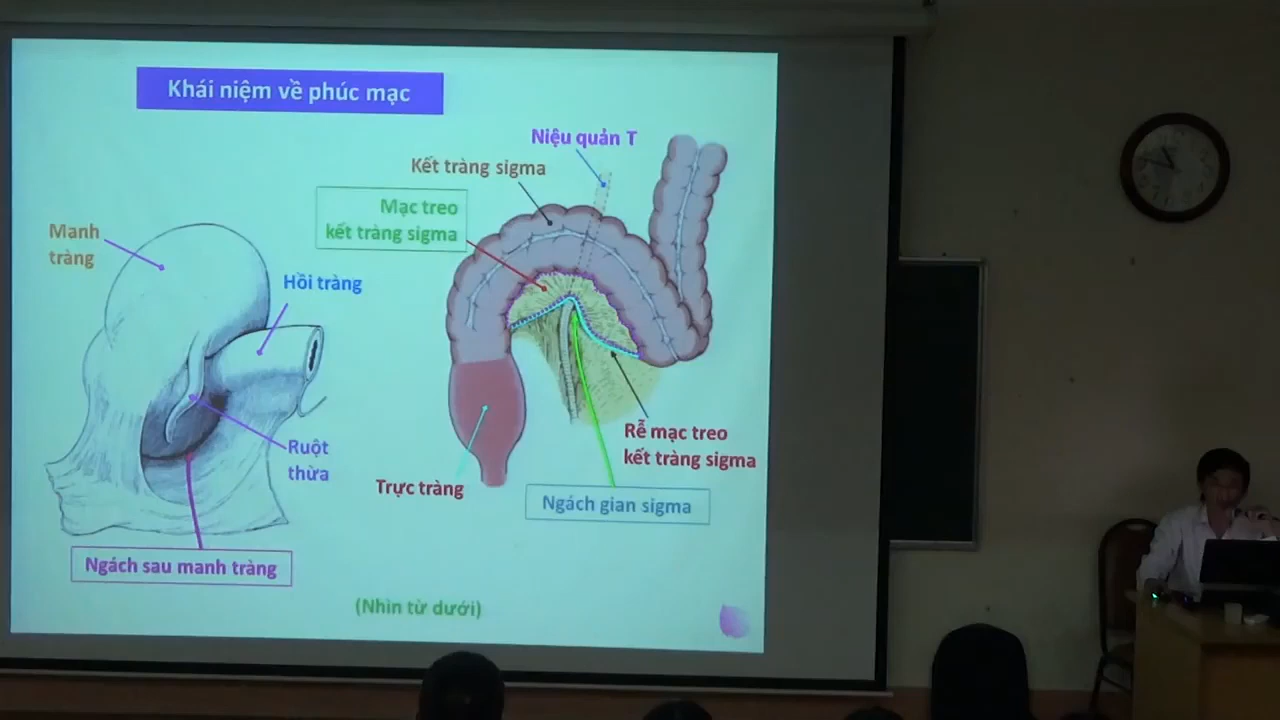 Khái niệm về phúc mạc
Niệu quản T
Kết tràng sigma
Mạc treo
kết tràng sigma
Manh
tràng
Hồi tràng
Ruột
thừa
Rễ mạc treo
kết tràng sigma
Trực tràng
Ngách gian sigma
Ngách sau manh tràng
(Nhìn từ dưới)